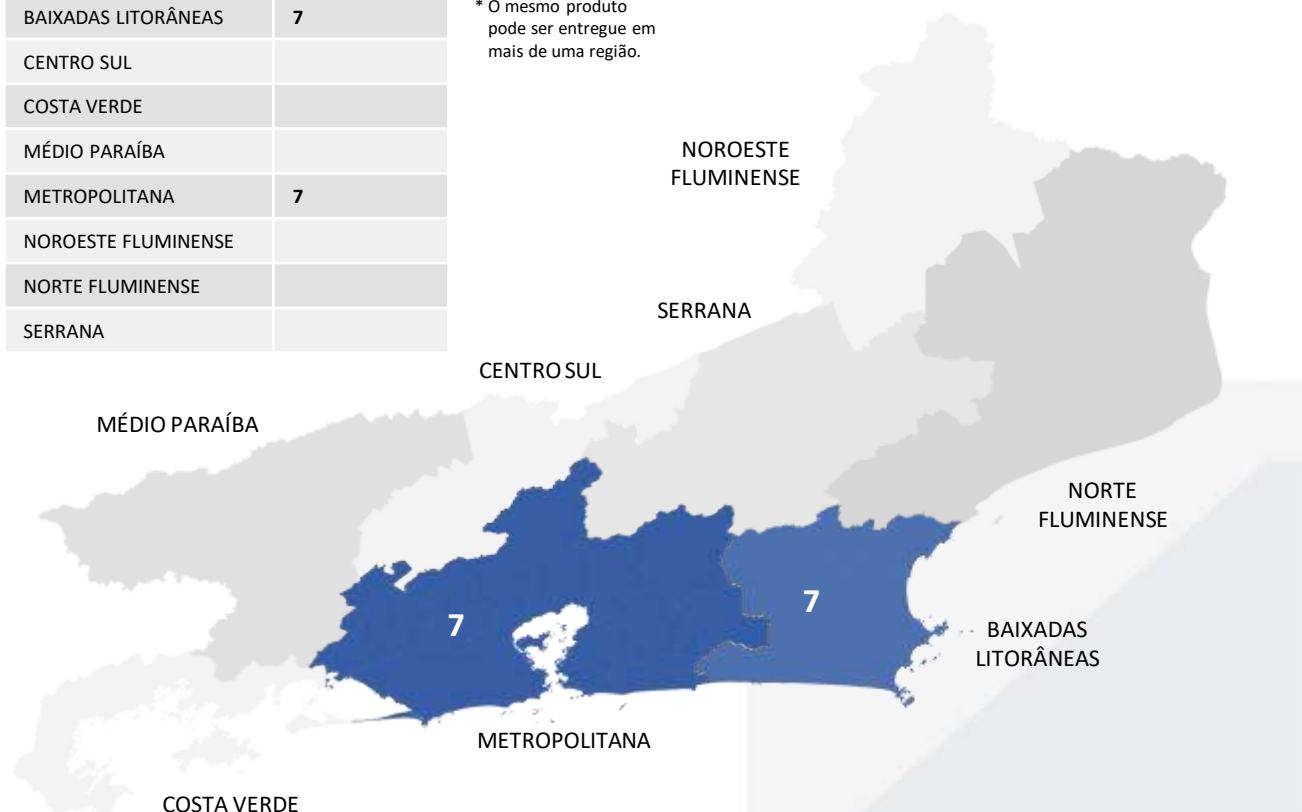 BAIXADAS LITORÂNEAS 7
CENTRO SUL
COSTA VERDE
MÉDIO PARAÍBA
METROPOLITANA 7
NOROESTE FLUMINENSE
NORTE FLUMINENSE
SERRANA
* O mesmo produto
pode ser entregue em
mais de uma região.
NOROESTE
FLUMINENSE
SERRANA
CENTRO SUL
MÉDIO PARAÍBA
NORTE
FLUMINENSE
7
7
BAIXADAS
LITORÂNEAS
METROPOLITANA
COSTA VERDE